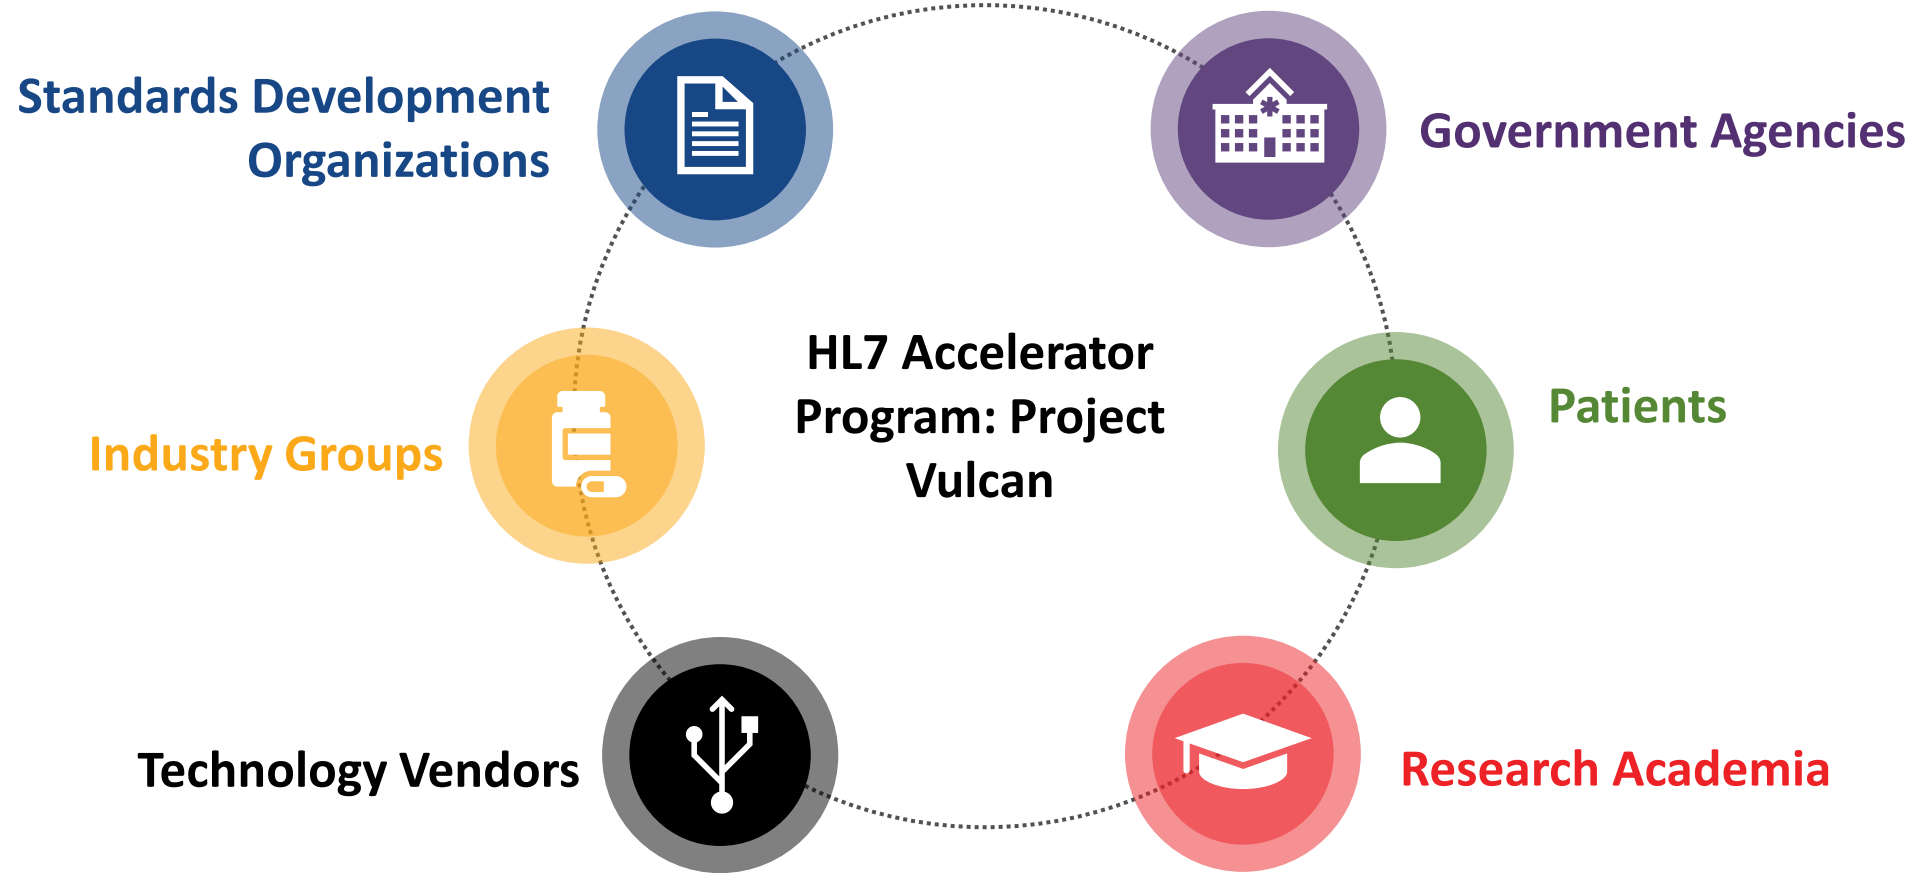 Standards Development
Organizations
Government Agencies
HL7 Accelerator
Program: Project
Vulcan
Industry Groups
Patients
Technology Vendors
Research Academia